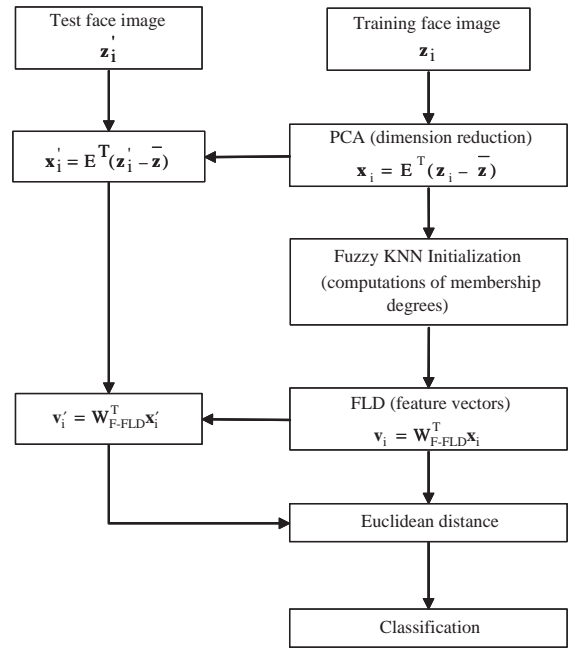 Test face image
z'ᵢ
Training face image
zᵢ
x'ᵢ = Eᵀ(z'ᵢ – z̄)
PCA (dimension reduction)
xᵢ = Eᵀ(zᵢ – z̄)
Fuzzy KNN Initialization
(computations of membership
degrees)
v′ᵢ = Wᵀ_F-FLD x′ᵢ
FLD (feature vectors)
vᵢ = Wᵀ_F-FLD xᵢ
Euclidean distance
Classification